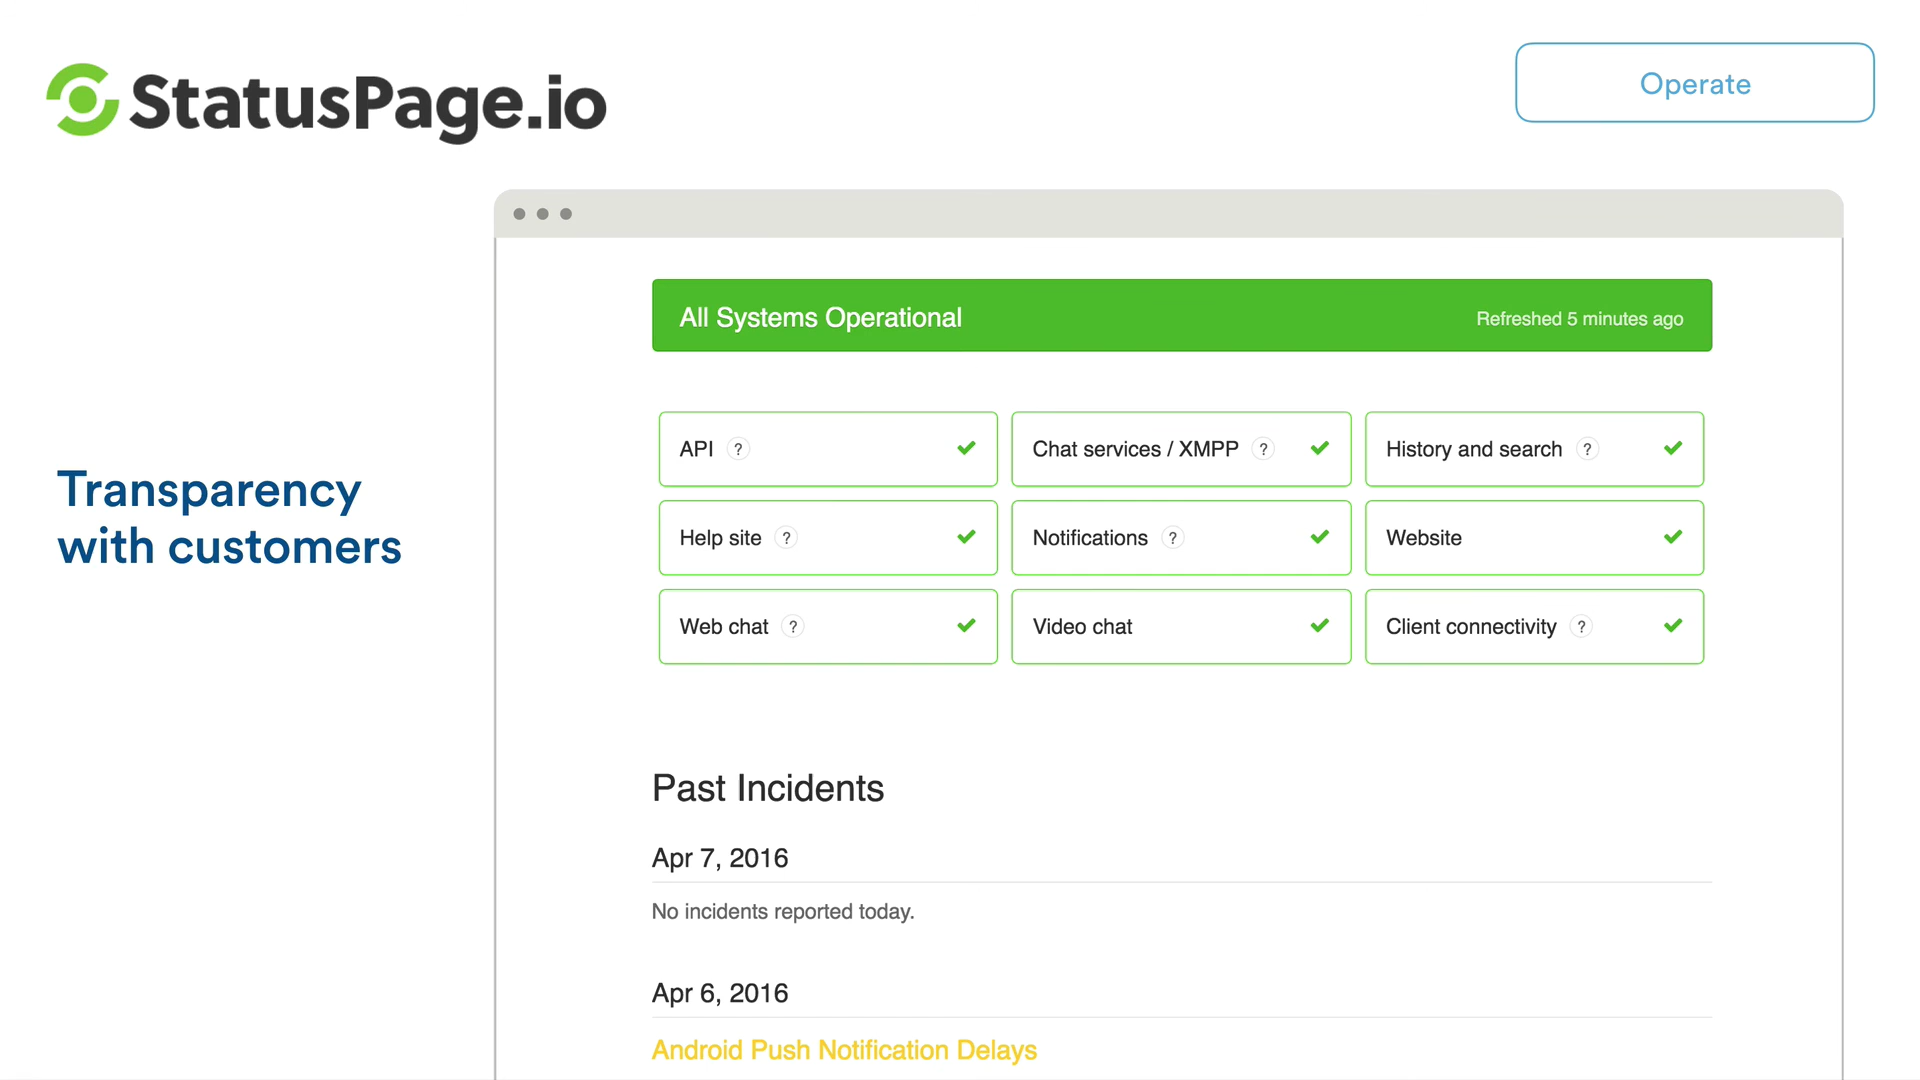 StatusPage.io
Operate
Transparency
with customers
All Systems Operational
Refreshed 5 minutes ago
API ?
Chat services / XMPP ?
History and search ?
Help site ?
Notifications ?
Website
Web chat ?
Video chat
Client connectivity ?
Past Incidents
Apr 7, 2016
No incidents reported today.
Apr 6, 2016
Android Push Notification Delays